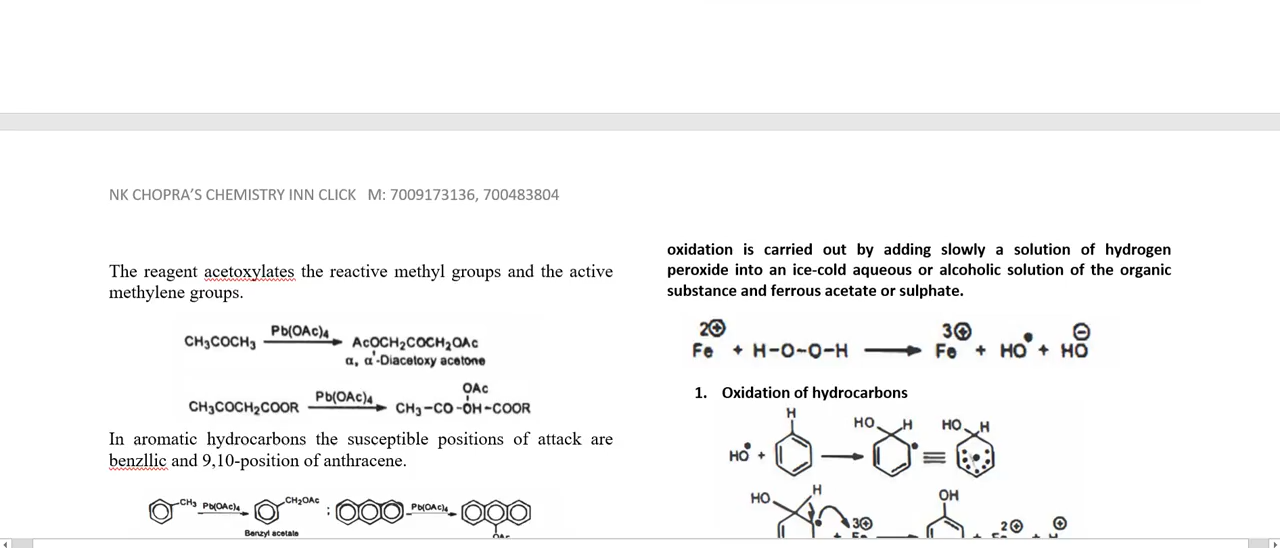 NK CHOPRA'S CHEMISTRY INN CLICK M: 7009173136, 700483804
The reagent acetoxylates the reactive methyl groups and the active
methylene groups.
CH3COCH3 Pb(OAc)4 AcOCH2COCH2OAc
α, α'-Diacetoxy acetone
CH3COCH2COOR Pb(OAc)4 CH3-CO-CH-COOR
OAc
In aromatic hydrocarbons the susceptible positions of attack are
benzllic and 9,10-position of anthracene.
CH3 Pb(OAc)4 CH2OAc ; Pb(OAc)4
Benzyl acetate
OAc
oxidation is carried out by adding slowly a solution of hydrogen
peroxide into an ice-cold aqueous or alcoholic solution of the organic
substance and ferrous acetate or sulphate.
2⊕ 3⊕ ⊖
Fe + H-O-O-H Fe + HO• + HO
1. Oxidation of hydrocarbons
H HO H HO H
HO• + ≡
HO H OH
3⊕ 2⊕ ⊕